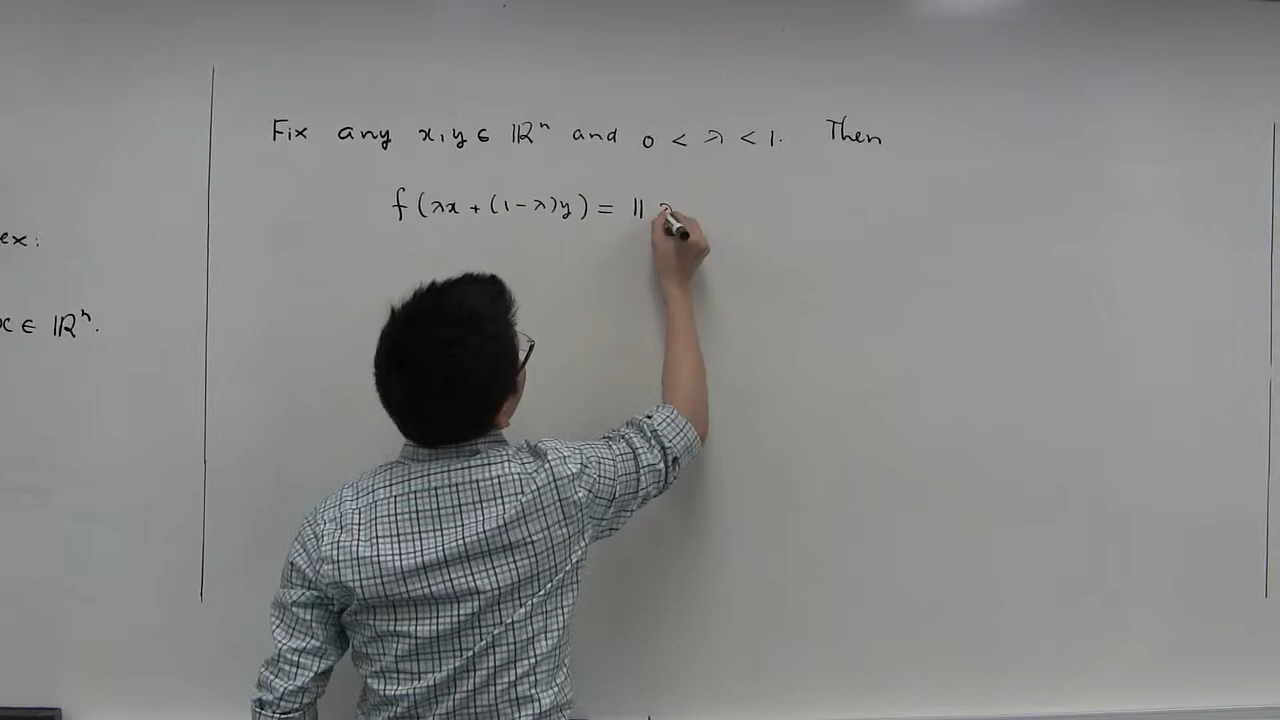 ex:
x ∈ ℝⁿ.
Fix any x, y ∈ ℝⁿ and 0 < λ < 1. Then
f(λx + (1-λ)y) = || λ